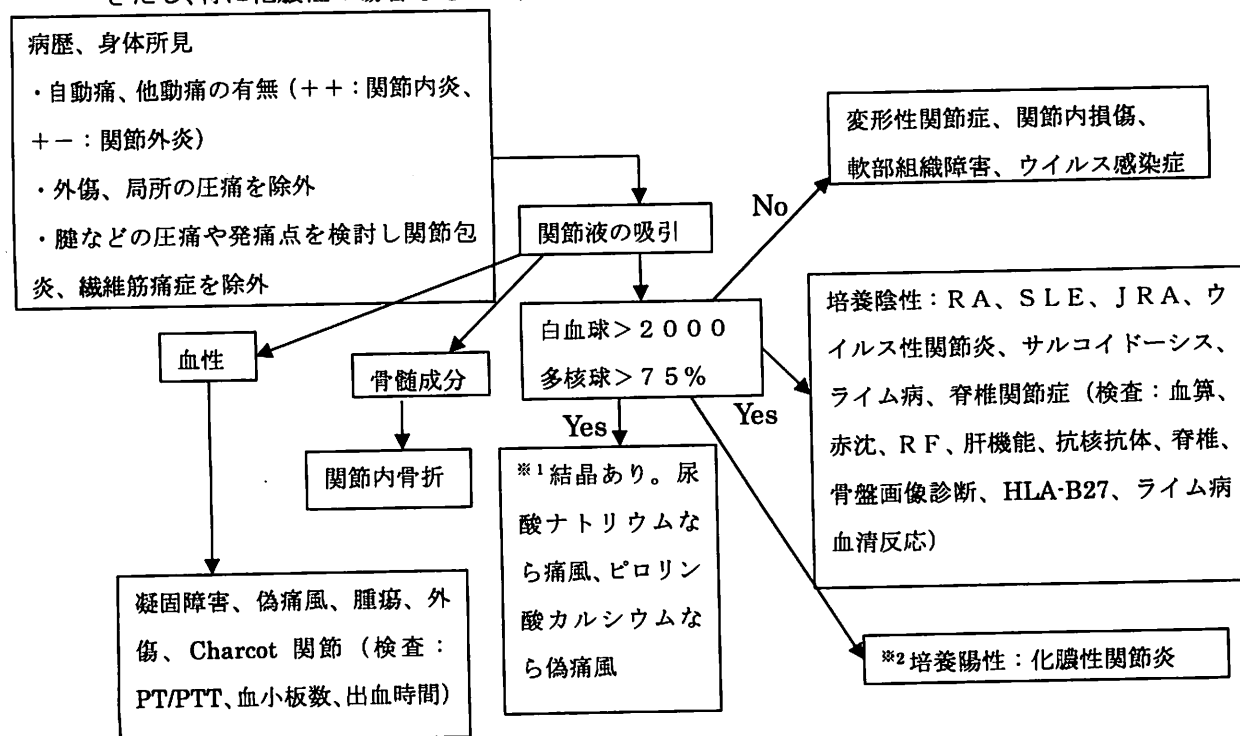 病歴、身体所見
・自動痛、他動痛の有無（＋＋：関節内炎、
＋－：関節外炎）
・外傷、局所の圧痛を除外
・腱などの圧痛や発痛点を検討し関節包
炎、繊維筋痛症を除外
変形性関節症、関節内損傷、
軟部組織障害、ウイルス感染症
No
関節液の吸引
血性
骨髄成分
白血球＞２０００
多核球＞７５％
Yes
Yes
培養陰性：ＲＡ、ＳＬＥ、ＪＲＡ、ウ
イルス性関節炎、サルコイドーシス、
ライム病、脊椎関節症（検査：血算、
赤沈、ＲＦ、肝機能、抗核抗体、脊椎、
骨盤画像診断、HLA-B27、ライム病
血清反応）
関節内骨折
※1結晶あり。尿
酸ナトリウムな
ら痛風、ピロリン
酸カルシウムな
ら偽痛風
凝固障害、偽痛風、腫瘍、外
傷、Charcot 関節（検査：
PT/PTT、血小板数、出血時間）
※2培養陽性：化膿性関節炎